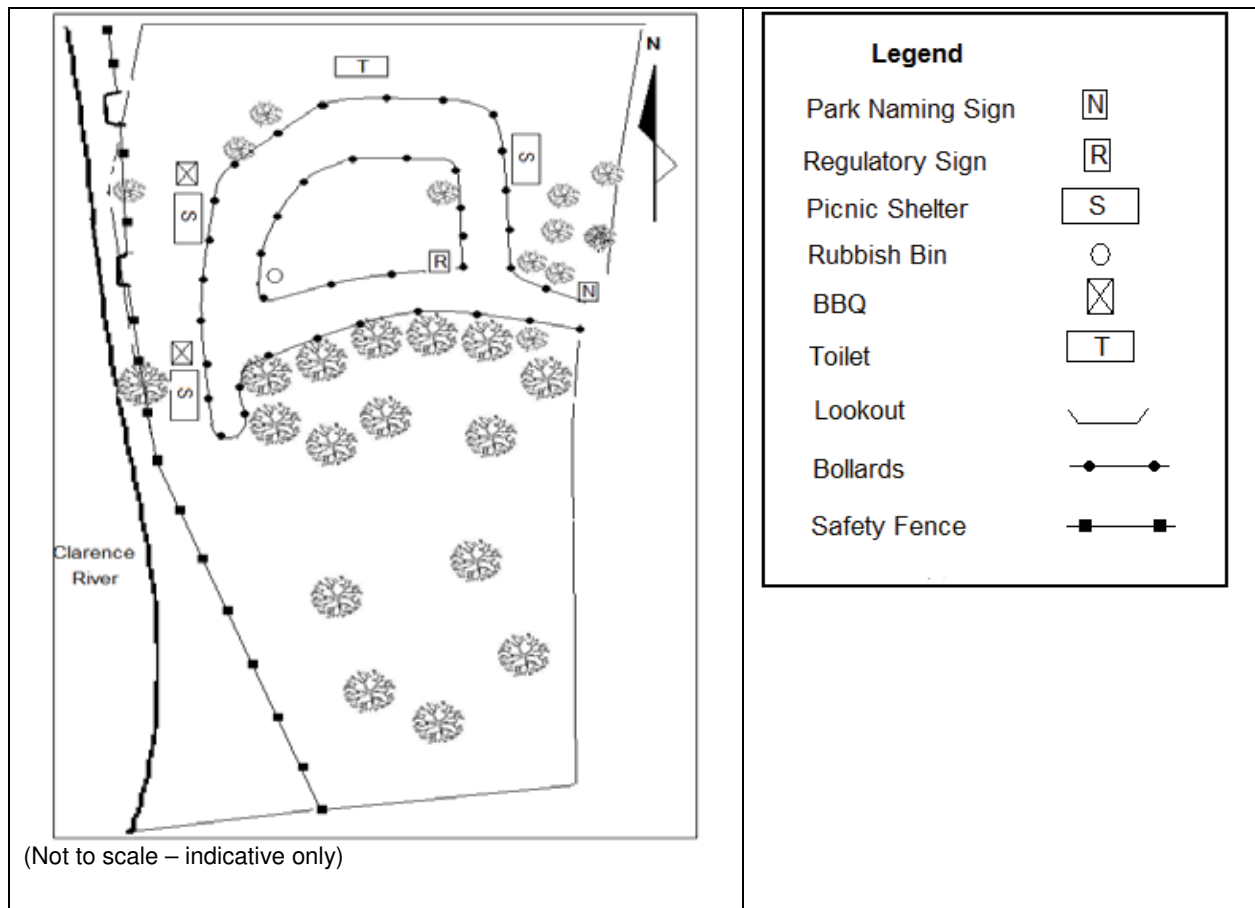 N
T
S
S
R
N
S
Clarence
River
(Not to scale – indicative only)
Legend
Park Naming Sign N
Regulatory Sign R
Picnic Shelter S
Rubbish Bin
BBQ
Toilet T
Lookout
Bollards
Safety Fence